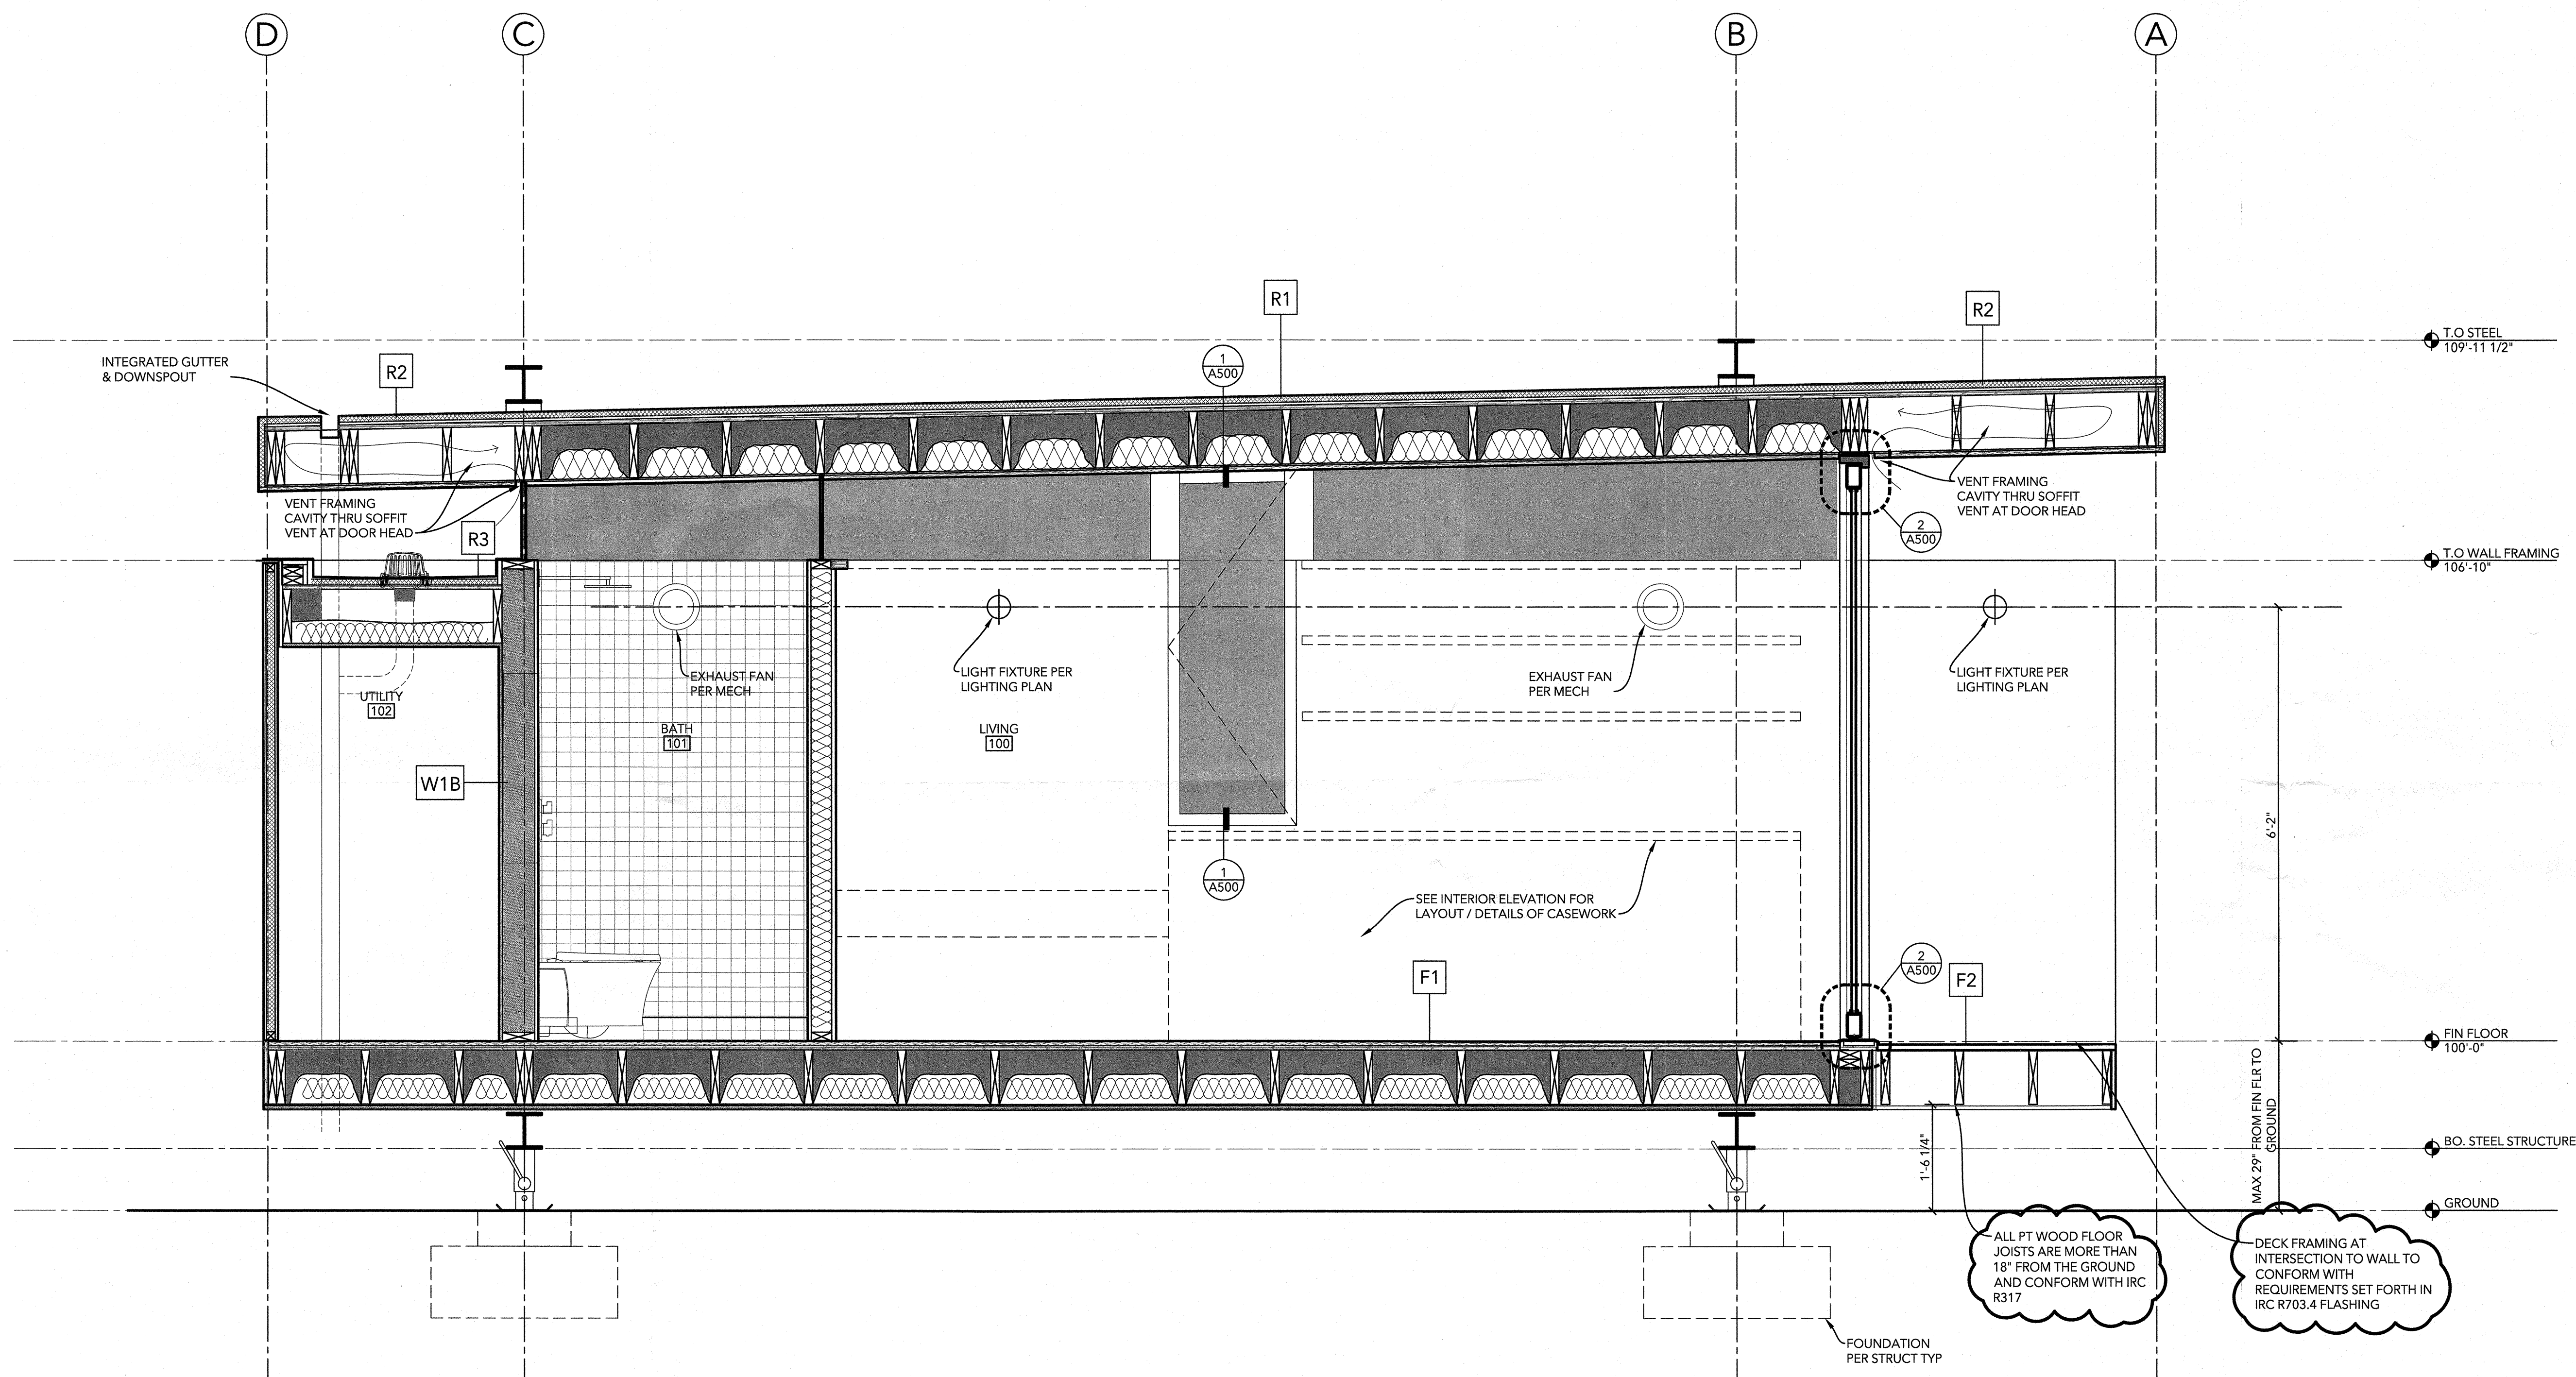 D
C
B
A
R1
R2
T.O STEEL
109'-11 1/2"
INTEGRATED GUTTER
& DOWNSPOUT
R2
1
A500
VENT FRAMING
CAVITY THRU SOFFIT
VENT AT DOOR HEAD
R3
VENT FRAMING
CAVITY THRU SOFFIT
VENT AT DOOR HEAD
2
A500
T.O WALL FRAMING
106'-10"
EXHAUST FAN
PER MECH
LIGHT FIXTURE PER
LIGHTING PLAN
EXHAUST FAN
PER MECH
LIGHT FIXTURE PER
LIGHTING PLAN
UTILITY
102
BATH
101
LIVING
100
W1B
6'-2"
1
A500
SEE INTERIOR ELEVATION FOR
LAYOUT / DETAILS OF CASEWORK
F1
2
A500
F2
FIN FLOOR
100'-0"
MAX 29" FROM FIN FLR TO
GROUND
1'-6 1/4"
BO. STEEL STRUCTURE
GROUND
ALL PT WOOD FLOOR
JOISTS ARE MORE THAN
18" FROM THE GROUND
AND CONFORM WITH IRC
R317
DECK FRAMING AT
INTERSECTION TO WALL TO
CONFORM WITH
REQUIREMENTS SET FORTH IN
IRC R703.4 FLASHING
FOUNDATION
PER STRUCT TYP